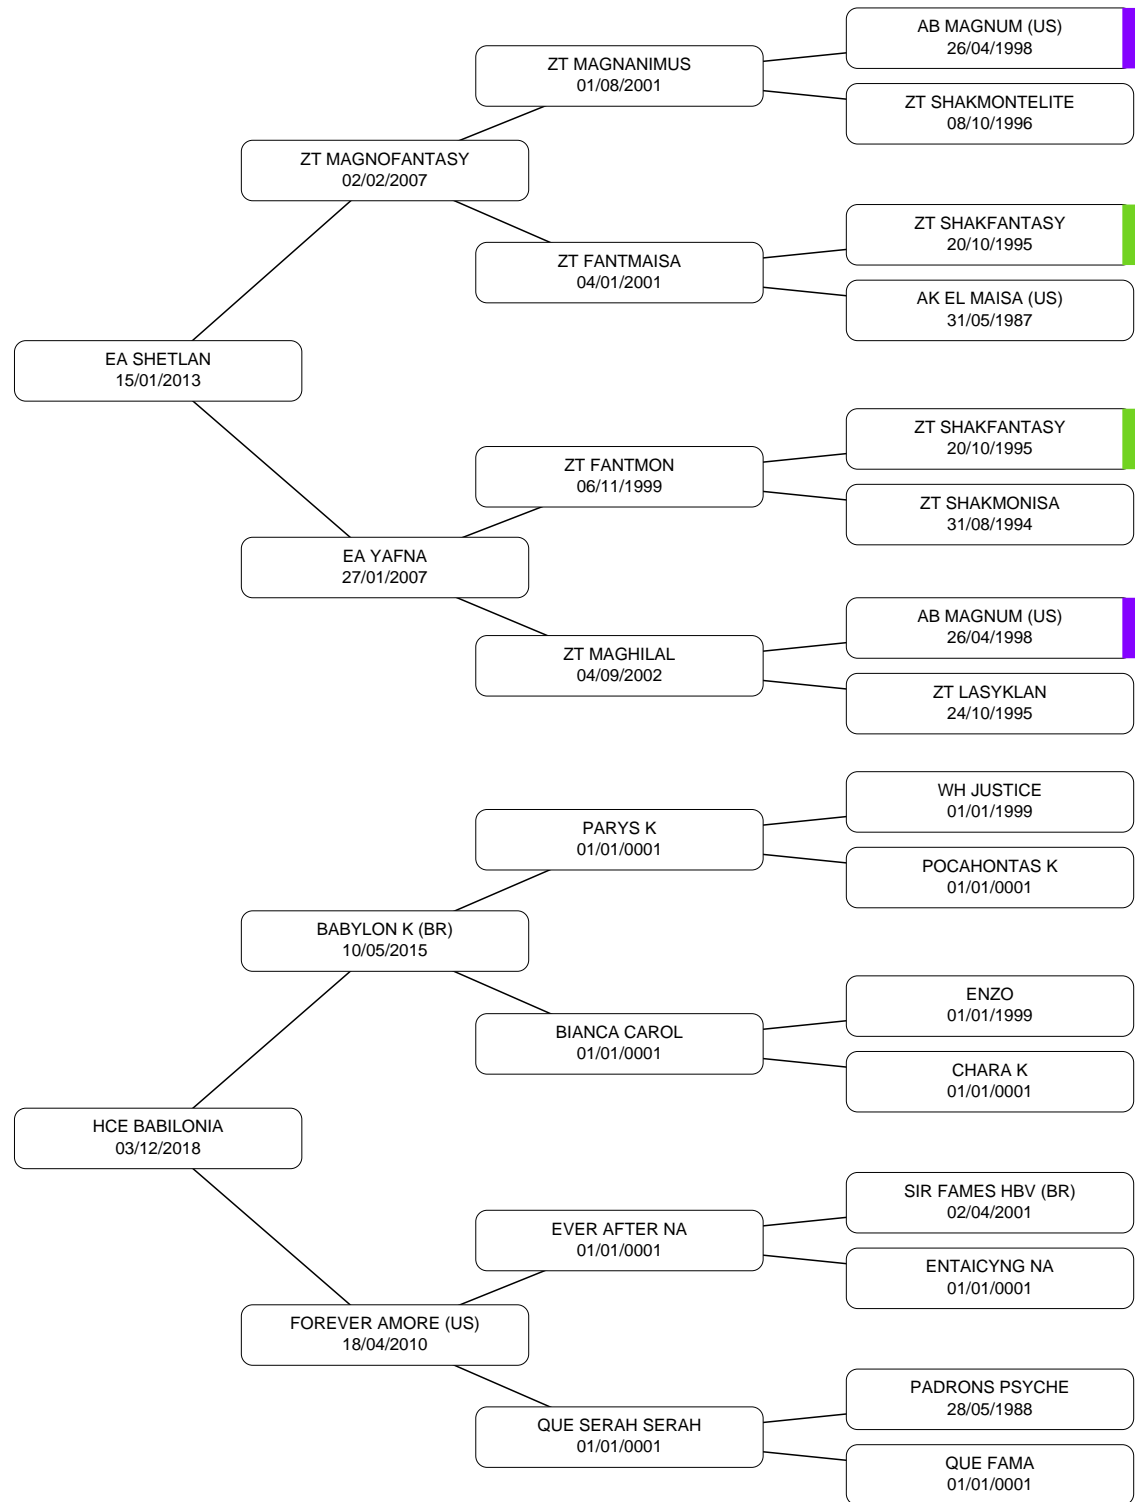 AB MAGNUM (US)
26/04/1998
ZT MAGNANIMUS
01/08/2001
ZT SHAKMONTELITE
08/10/1996
ZT MAGNOFANTASY
02/02/2007
ZT SHAKFANTASY
20/10/1995
ZT FANTMAISA
04/01/2001
AK EL MAISA (US)
31/05/1987
EA SHETLAN
15/01/2013
ZT SHAKFANTASY
20/10/1995
ZT FANTMON
06/11/1999
ZT SHAKMONISA
31/08/1994
EA YAFNA
27/01/2007
AB MAGNUM (US)
26/04/1998
ZT MAGHILAL
04/09/2002
ZT LASYKLAN
24/10/1995
WH JUSTICE
01/01/1999
PARYS K
01/01/0001
POCAHONTAS K
01/01/0001
BABYLON K (BR)
10/05/2015
ENZO
01/01/1999
BIANCA CAROL
01/01/0001
CHARA K
01/01/0001
HCE BABILONIA
03/12/2018
SIR FAMES HBV (BR)
02/04/2001
EVER AFTER NA
01/01/0001
ENTAICYNG NA
01/01/0001
FOREVER AMORE (US)
18/04/2010
PADRONS PSYCHE
28/05/1988
QUE SERAH SERAH
01/01/0001
QUE FAMA
01/01/0001